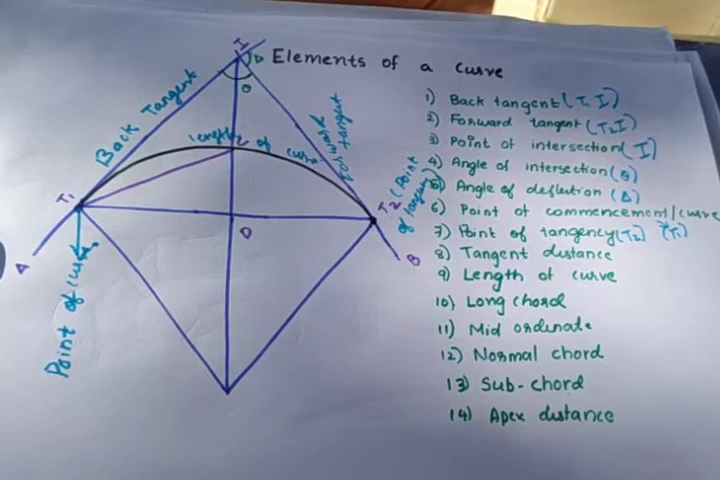 I
D
Elements of a curve
θ
Back Tangent
Forward tangent
length of curve
C
T1
T2 (Point of tangency)
D
A
B
Point of curve
1) Back tangent (T1 I)
2) Forward tangent (T2 I)
3) Point of intersection (I)
4) Angle of intersection (θ)
5) Angle of deflection (Δ)
6) Point of commencement/curve (T1)
7) Point of tangency (T2)
8) Tangent distance
9) Length of curve
10) Long chord
11) Mid ordinate
12) Normal chord
13) Sub-chord
14) Apex distance